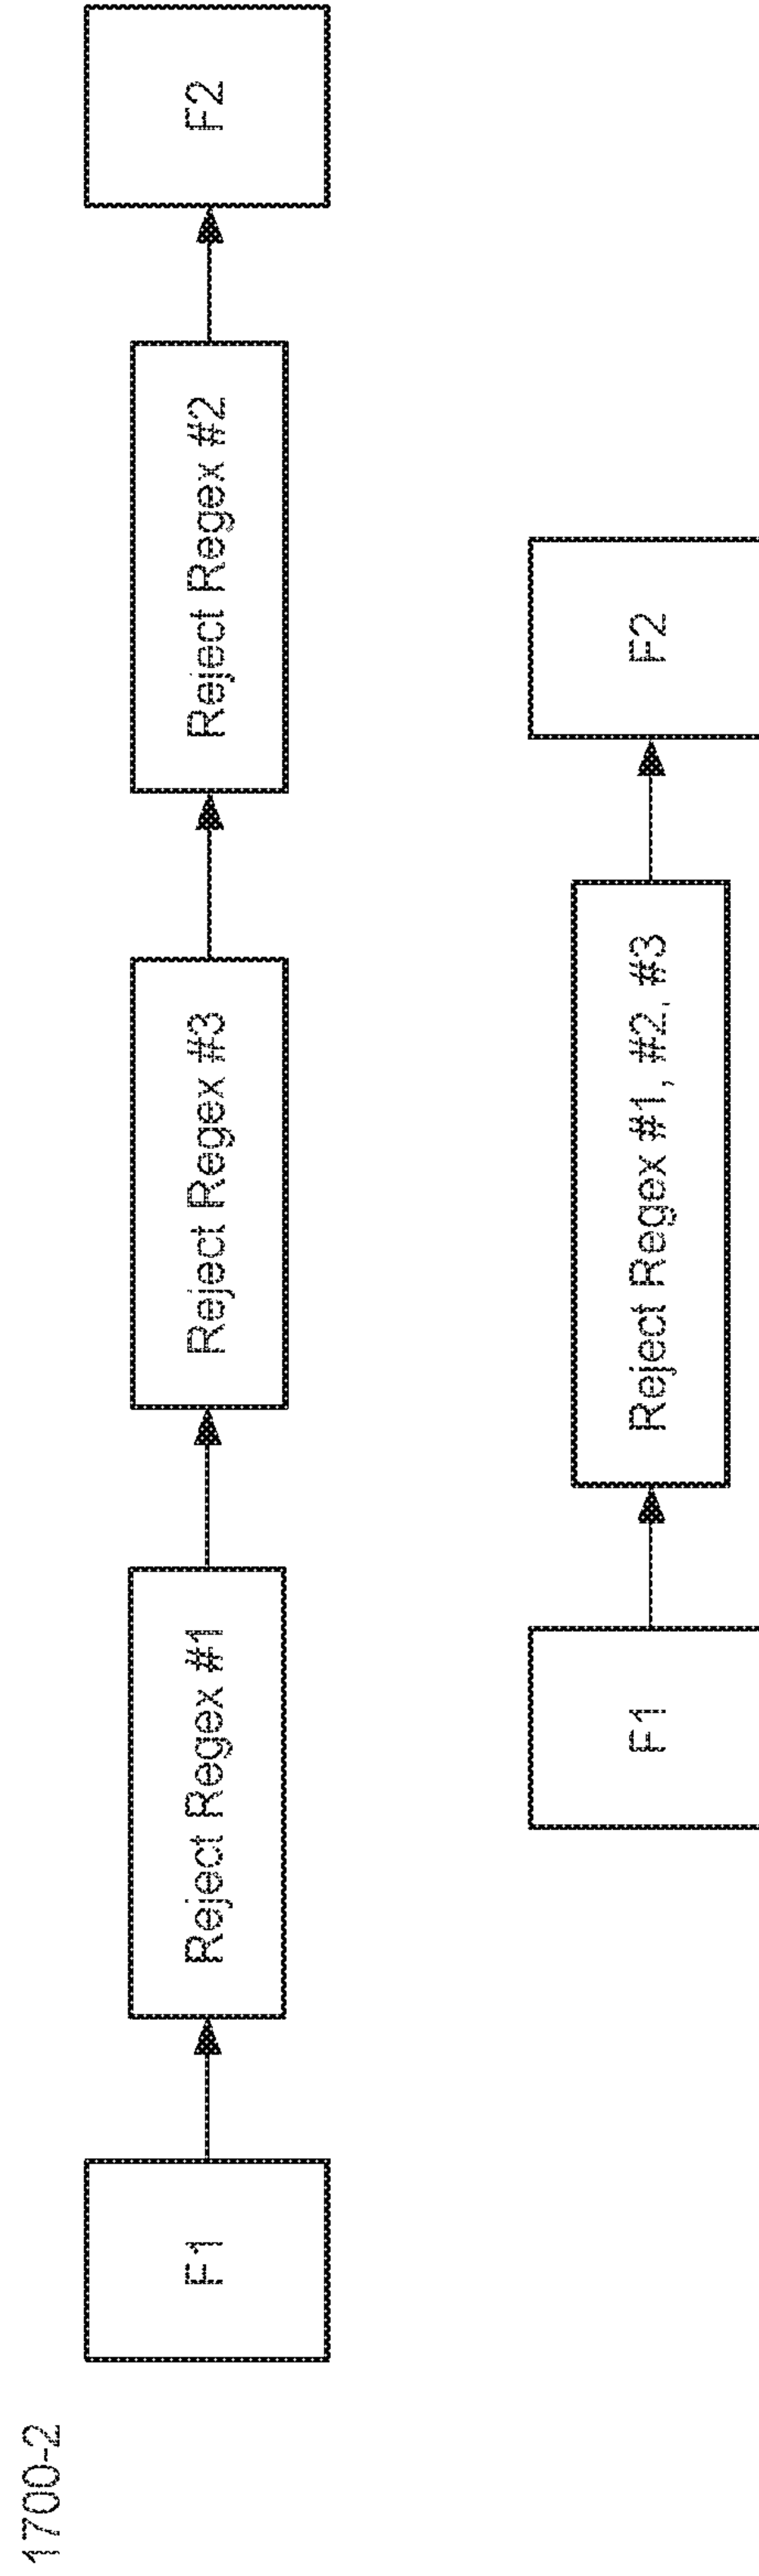 1700-2
F1
Reject Regex #1
Reject Regex #3
Reject Regex #2
F2
F1
Reject Regex #1, #2, #3
F2